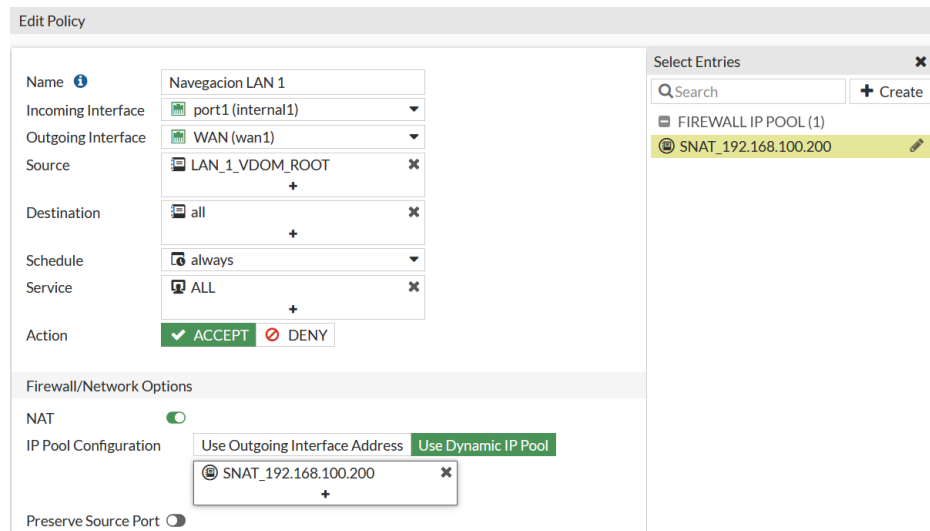 Edit Policy
Name
Navegacion LAN 1
Incoming Interface
port1 (internal1)
Outgoing Interface
WAN (wan1)
Source
LAN_1_VDOM_ROOT
+
Destination
all
+
Schedule
always
Service
ALL
+
Action
ACCEPT
DENY
Firewall/Network Options
NAT
IP Pool Configuration
Use Outgoing Interface Address
Use Dynamic IP Pool
SNAT_192.168.100.200
+
Preserve Source Port
Select Entries
Search
+ Create
FIREWALL IP POOL (1)
SNAT_192.168.100.200